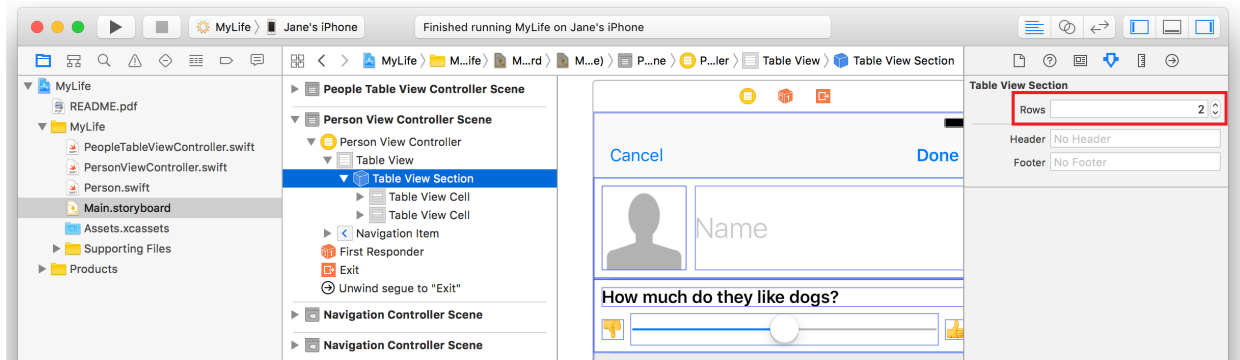 MyLife
Jane's iPhone
Finished running MyLife on Jane's iPhone
MyLife
M...ife
M...rd
M...e)
P...ne
P...ler
Table View
Table View Section
MyLife
README.pdf
MyLife
PeopleTableViewController.swift
PersonViewController.swift
Person.swift
Main.storyboard
Assets.xcassets
Supporting Files
Products
People Table View Controller Scene
Person View Controller Scene
Person View Controller
Table View
Table View Section
Table View Cell
Table View Cell
Navigation Item
First Responder
Exit
Unwind segue to "Exit"
Navigation Controller Scene
Navigation Controller Scene
Cancel
Done
Name
How much do they like dogs?
Table View Section
Rows 2
Header No Header
Footer No Footer